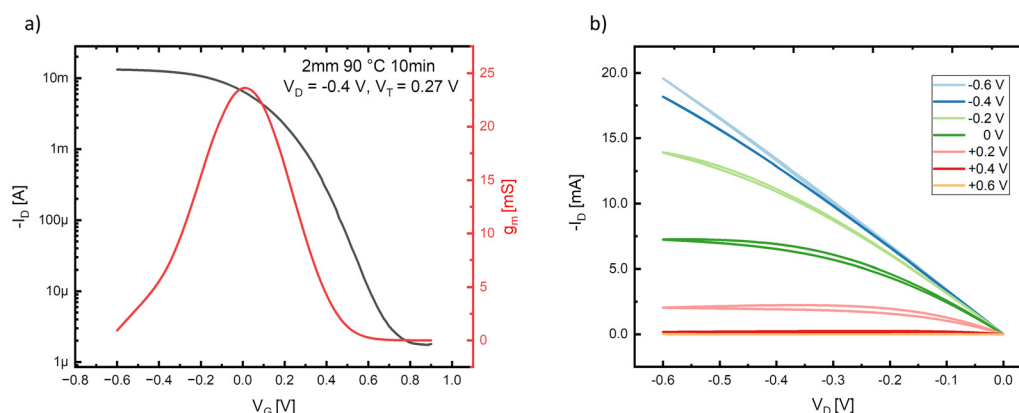 a)
10m
1m
100µ
10µ
1µ
-I_D [A]
2mm 90 °C 10min
V_D = -0.4 V, V_T = 0.27 V
25
20
15
10
5
0
g_m [mS]
−0.8 −0.6 −0.4 −0.2 0.0 0.2 0.4 0.6 0.8 1.0
V_G [V]
b)
20.0
15.0
10.0
5.0
0.0
-I_D [mA]
-0.6 V
-0.4 V
-0.2 V
0 V
+0.2 V
+0.4 V
+0.6 V
-0.6 -0.5 -0.4 -0.3 -0.2 -0.1 0.0
V_D [V]